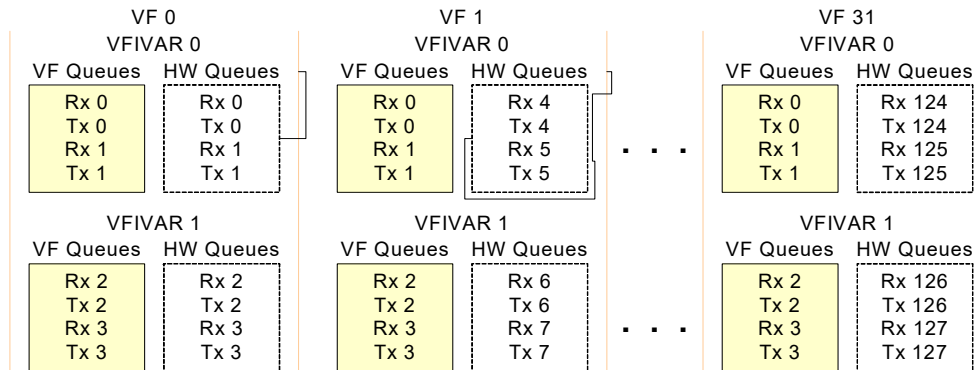 VF 0 VF 1 VF 31
VFIVAR 0 VFIVAR 0 VFIVAR 0
VF Queues HW Queues VF Queues HW Queues VF Queues HW Queues
Rx 0 Rx 0 Rx 0 Rx 4 Rx 0 Rx 124
Tx 0 Tx 0 Tx 0 Tx 4 Tx 0 Tx 124
Rx 1 Rx 1 Rx 1 Rx 5 . . . Rx 1 Rx 125
Tx 1 Tx 1 Tx 1 Tx 5 Tx 1 Tx 125
VFIVAR 1 VFIVAR 1 VFIVAR 1
VF Queues HW Queues VF Queues HW Queues VF Queues HW Queues
Rx 2 Rx 2 Rx 2 Rx 6 Rx 2 Rx 126
Tx 2 Tx 2 Tx 2 Tx 6 Tx 2 Tx 126
Rx 3 Rx 3 Rx 3 Rx 7 . . . Rx 3 Rx 127
Tx 3 Tx 3 Tx 3 Tx 7 Tx 3 Tx 127